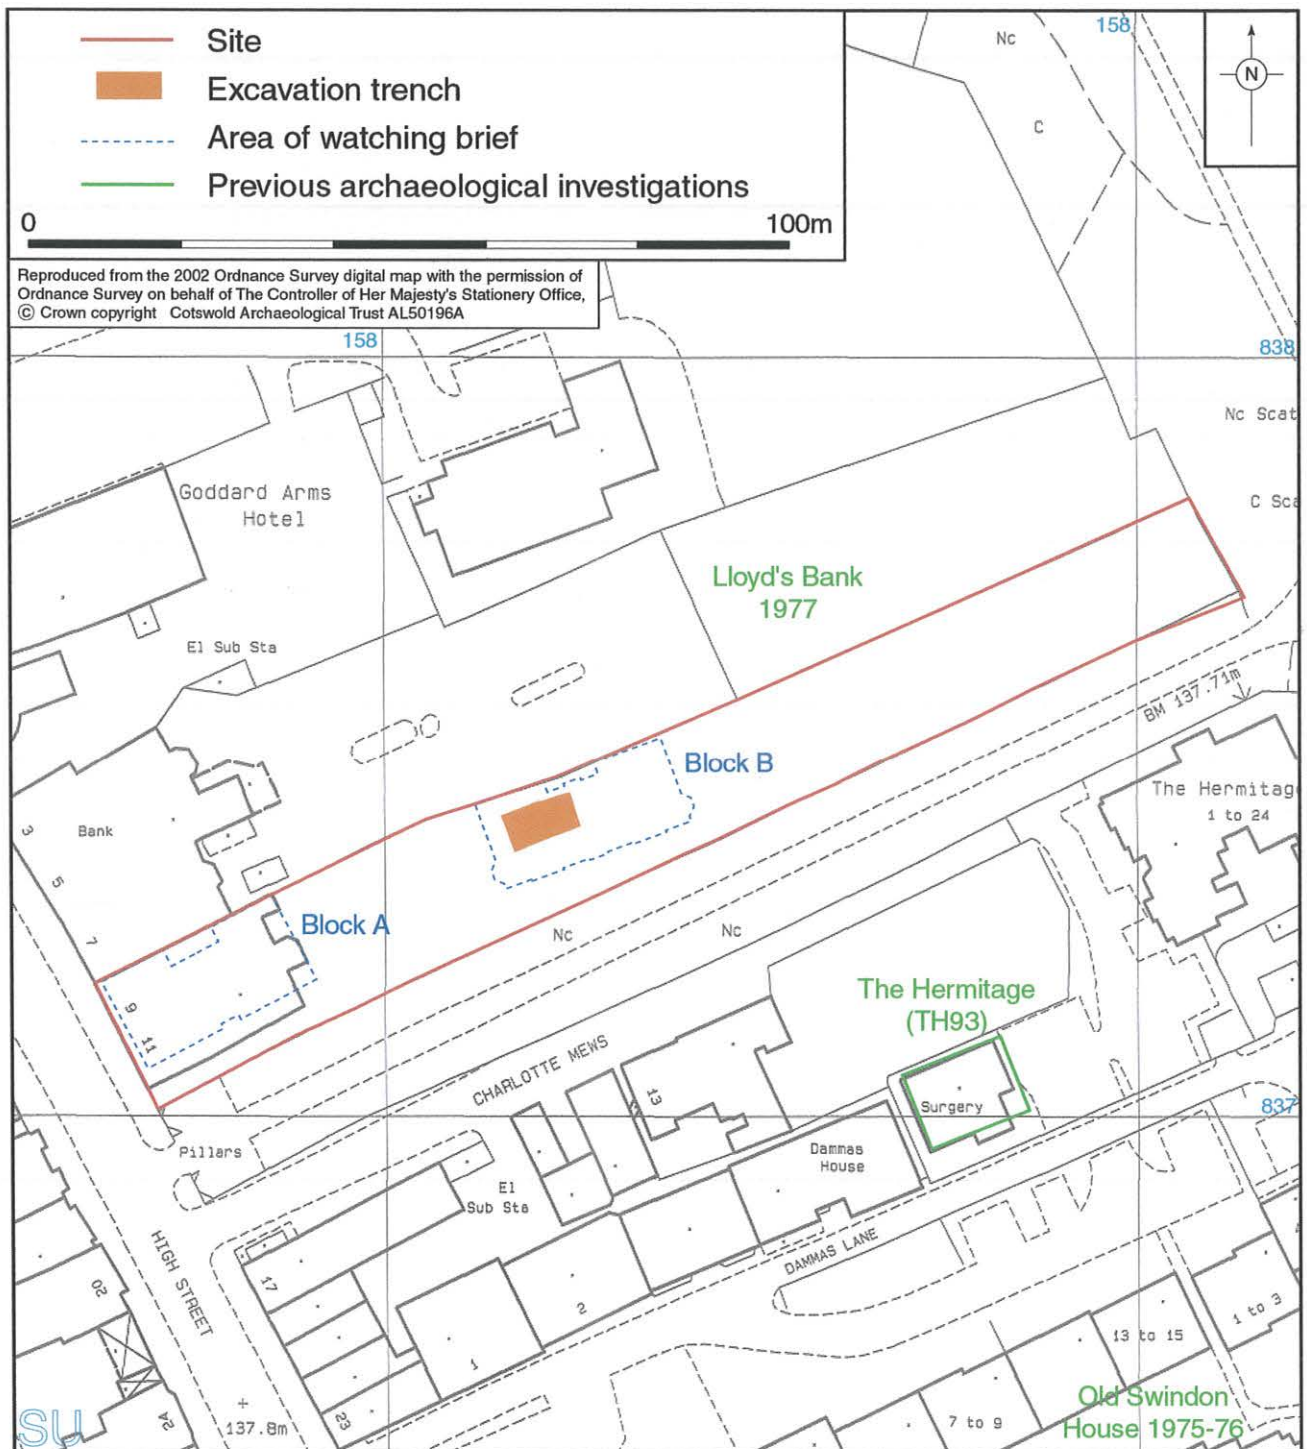 Site
Excavation trench
Area of watching brief
Previous archaeological investigations
0 100m
Reproduced from the 2002 Ordnance Survey digital map with the permission of
Ordnance Survey on behalf of The Controller of Her Majesty's Stationery Office,
© Crown copyright Cotswold Archaeological Trust AL50196A
N
158
Nc
C
158
838
Nc Scat
C Sca
Goddard Arms
Hotel
Lloyd's Bank
1977
El Sub Sta
BM 137.71m
Block B
The Hermitag
1 to 24
Bank
3
5
7
Block A
Nc
Nc
9
11
The Hermitage
(TH93)
CHARLOTTE MEWS
13
Surgery
837
Pillars
Dammas
House
El
Sub Sta
HIGH STREET
DAMMAS LANE
17
20
2
1
1 to 3
13 to 15
Old Swindon
House 1975-76
7 to 9
23
24
137.8m
SU